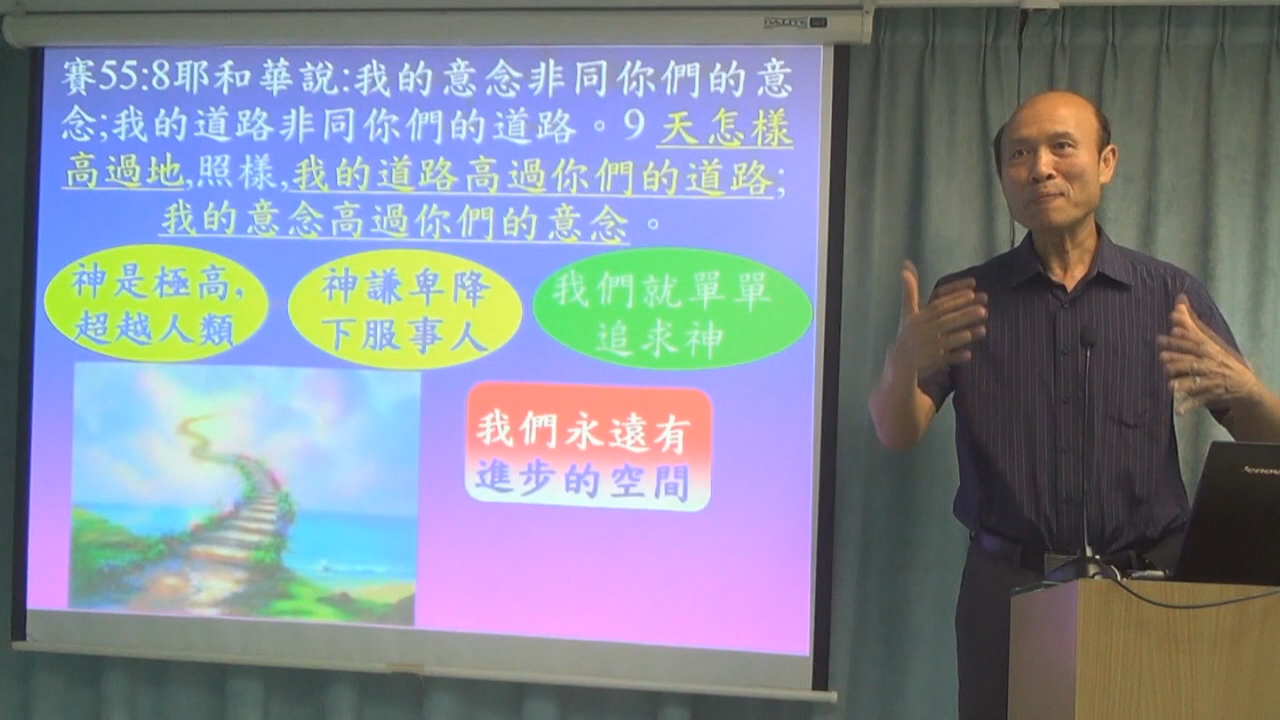 賽55:8耶和華說:我的意念非同你們的意
念;我的道路非同你們的道路。9 天怎樣
高過地,照樣,我的道路高過你們的道路;
我的意念高過你們的意念。
神是極高,
超越人類
神謙卑降
下服事人
我們就單單
追求神
我們永遠有
進步的空間
lenovo